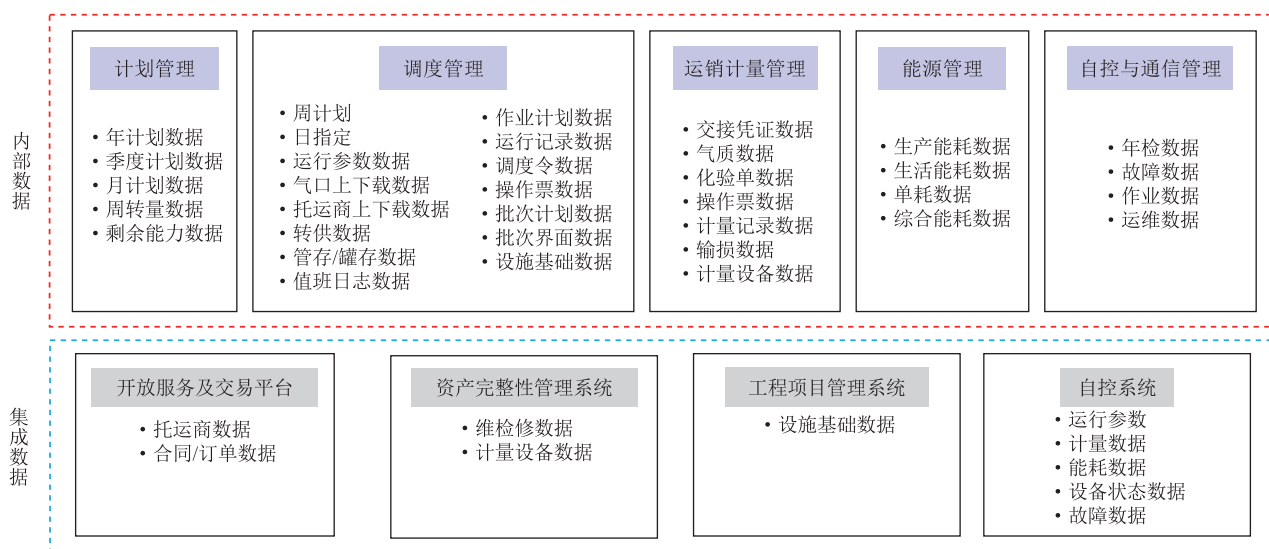 内部数据
计划管理
• 年计划数据
• 季度计划数据
• 月计划数据
• 周转量数据
• 剩余能力数据
调度管理
• 周计划
• 日指定
• 运行参数数据
• 气口上下载数据
• 托运商上下载数据
• 转供数据
• 管存/罐存数据
• 值班日志数据
• 作业计划数据
• 运行记录数据
• 调度令数据
• 操作票数据
• 批次计划数据
• 批次界面数据
• 设施基础数据
运销计量管理
• 交接凭证数据
• 气质数据
• 化验单数据
• 操作票数据
• 计量记录数据
• 输损数据
• 计量设备数据
能源管理
• 生产能耗数据
• 生活能耗数据
• 单耗数据
• 综合能耗数据
自控与通信管理
• 年检数据
• 故障数据
• 作业数据
• 运维数据
集成数据
开放服务及交易平台
• 托运商数据
• 合同/订单数据
资产完整性管理系统
• 维检修数据
• 计量设备数据
工程项目管理系统
• 设施基础数据
自控系统
• 运行参数
• 计量数据
• 能耗数据
• 设备状态数据
• 故障数据